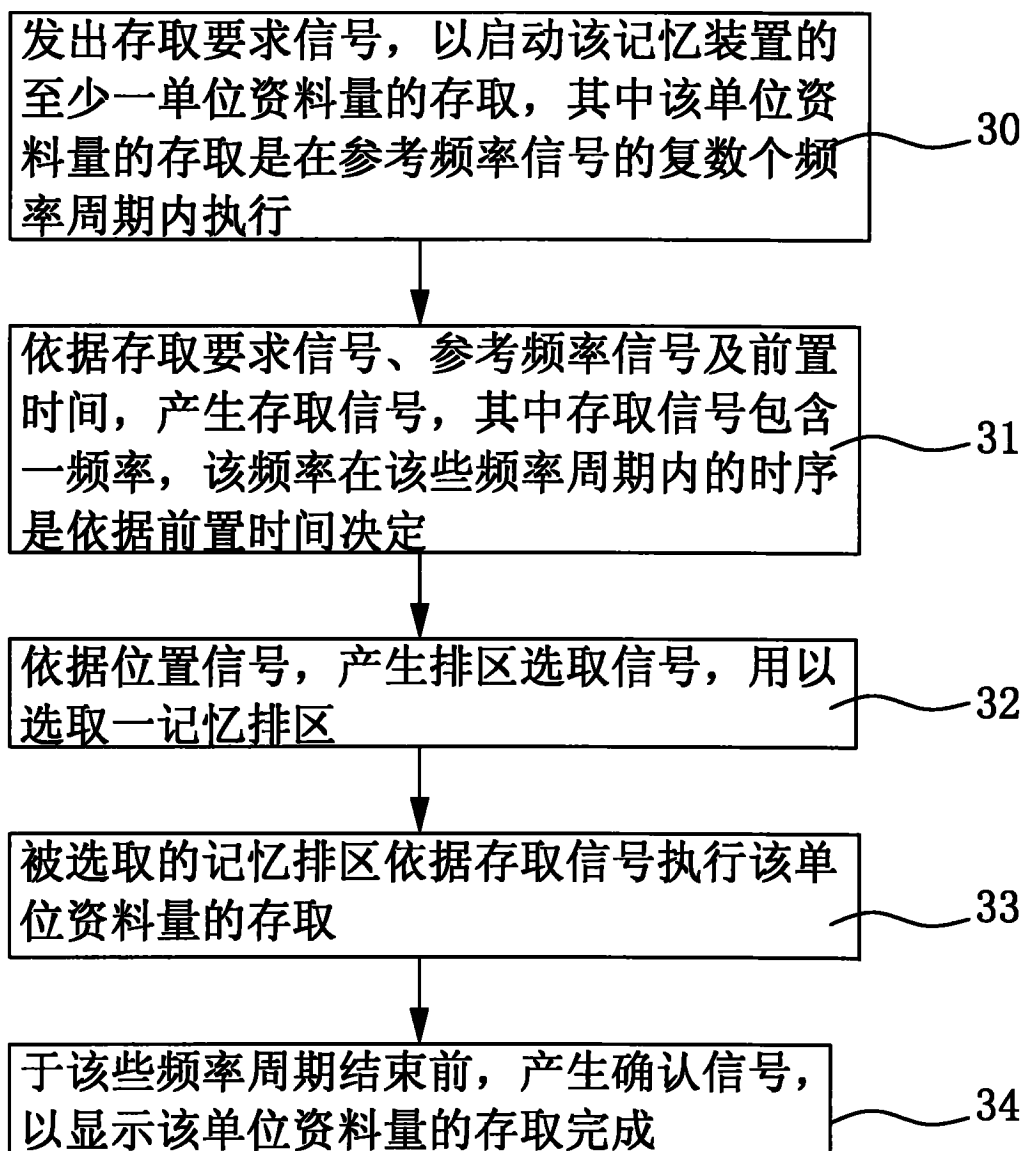 发出存取要求信号，以启动该记忆装置的
至少一单位资料量的存取，其中该单位资
料量的存取是在参考频率信号的复数个频
率周期内执行
30
依据存取要求信号、参考频率信号及前置
时间，产生存取信号，其中存取信号包含
一频率，该频率在该些频率周期内的时序
是依据前置时间决定
31
依据位置信号，产生排区选取信号，用以
选取一记忆排区
32
被选取的记忆排区依据存取信号执行该单
位资料量的存取
33
于该些频率周期结束前，产生确认信号，
以显示该单位资料量的存取完成
34